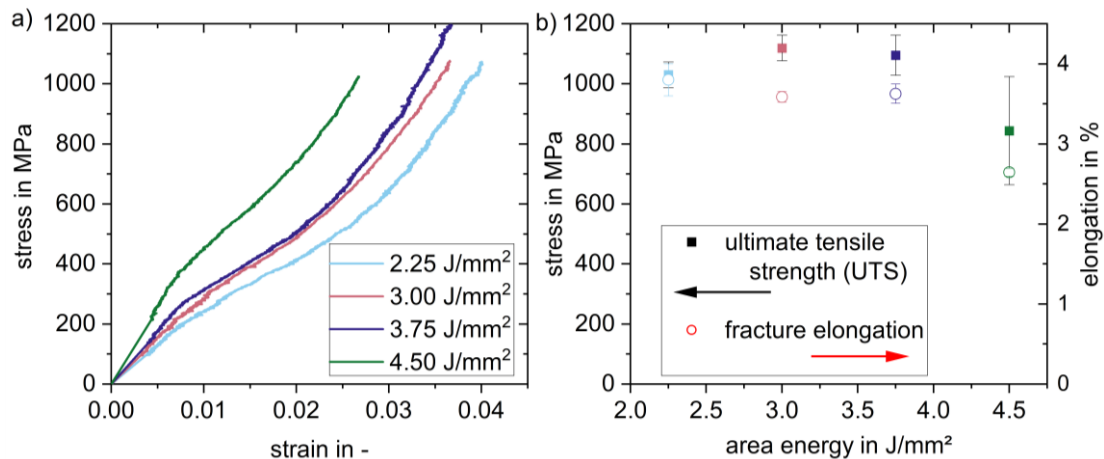 a)
1200
1000
800
600
400
200
0
stress in MPa
0.00
0.01
0.02
0.03
0.04
strain in -
2.25 J/mm²
3.00 J/mm²
3.75 J/mm²
4.50 J/mm²
b)
1200
1000
800
600
400
200
0
stress in MPa
2.0
2.5
3.0
3.5
4.0
4.5
area energy in J/mm²
4
3
2
1
0
elongation in %
ultimate tensile
strength (UTS)
fracture elongation